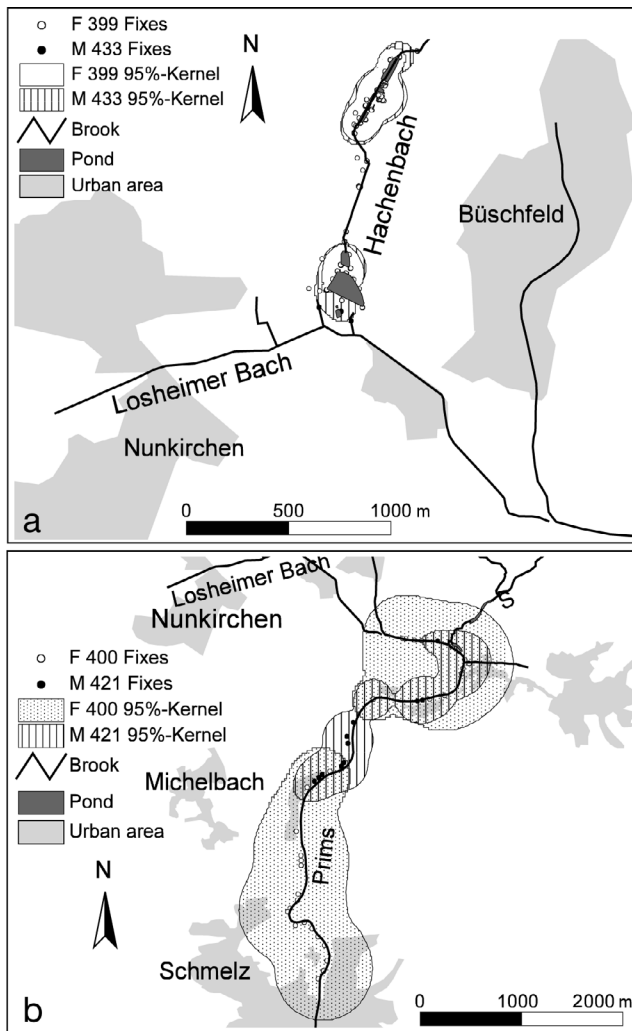 F 399 Fixes
M 433 Fixes
F 399 95%-Kernel
M 433 95%-Kernel
Brook
Pond
Urban area
N
Hachenbach
Büschfeld
Losheimer Bach
Nunkirchen
0 500 1000 m
a
Losheimer Bach
Nunkirchen
S
F 400 Fixes
M 421 Fixes
F 400 95%-Kernel
M 421 95%-Kernel
Brook
Pond
Urban area
Michelbach
N
Prims
Schmelz
0 1000 2000 m
b